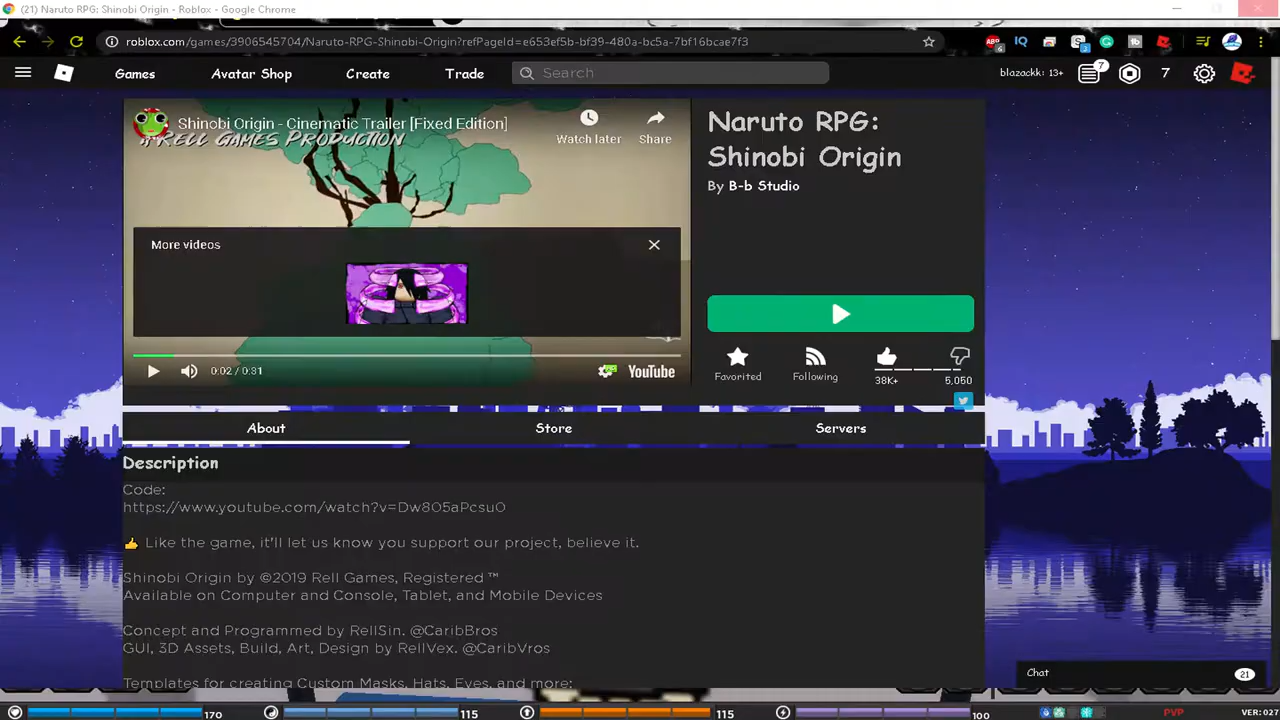 (21) Naruto RPG: Shinobi Origin - Roblox - Google Chrome
roblox.com/games/3906545704/Naruto-RPG-Shinobi-Origin?refPageId=e653ef5b-bf39-480a-bc5a-7bf16bcae7f3
Games
Avatar Shop
Create
Trade
Search
blazackk: 13+
7
7
Shinobi Origin - Cinematic Trailer [Fixed Edition]
RELL GAMES PRODUCTION
Watch later
Share
More videos
0:02 / 0:31
YouTube
Naruto RPG:
Shinobi Origin
By B-b Studio
Favorited
Following
38K+
5,050
About
Store
Servers
Description
Code:
https://www.youtube.com/watch?v=Dw8O5aPcsu0
👍 Like the game, it'll let us know you support our project, believe it.
Shinobi Origin by ©2019 Rell Games, Registered ™
Available on Computer and Console, Tablet, and Mobile Devices
Concept and Programmed by RellSin. @CaribBros
GUI, 3D Assets, Build, Art, Design by RellVex. @CaribVros
Templates for creating Custom Masks, Hats, Eyes, and more:
Chat
21
170
115
115
100
PVP
VER: 027